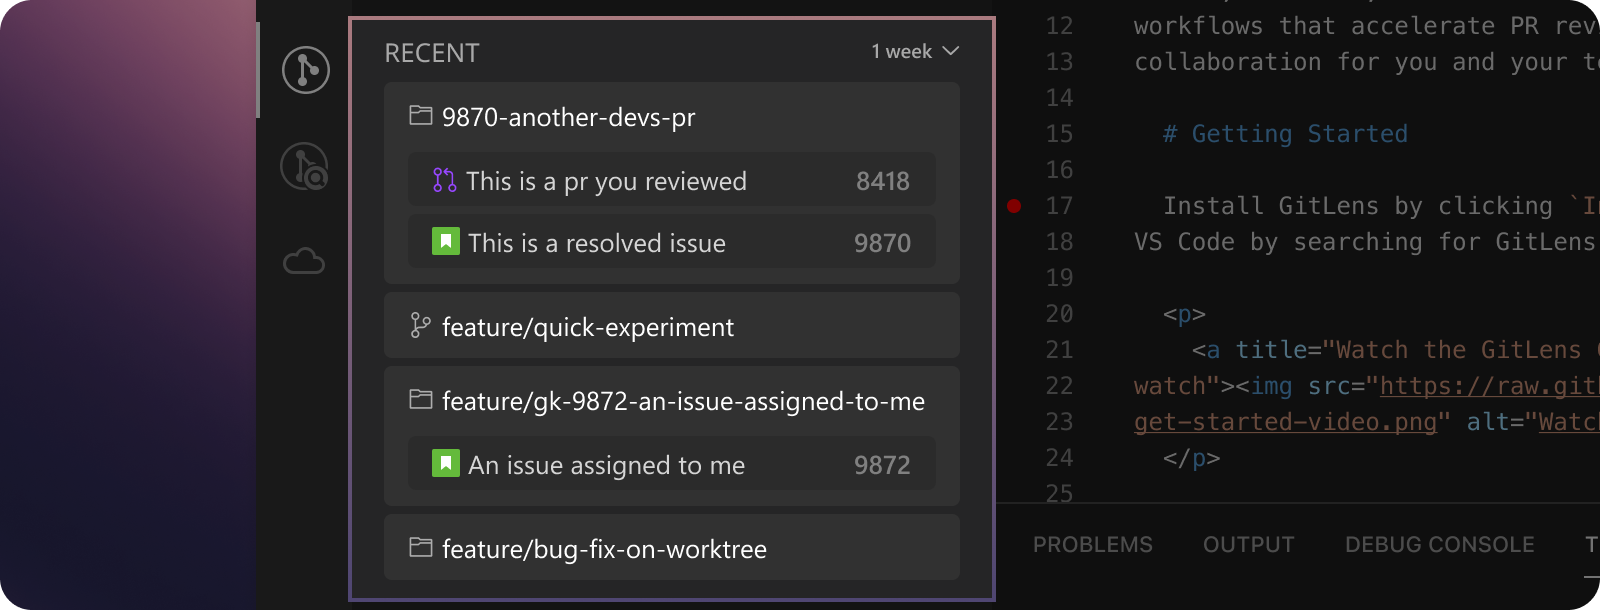 RECENT
1 week
9870-another-devs-pr
This is a pr you reviewed 8418
This is a resolved issue 9870
feature/quick-experiment
feature/gk-9872-an-issue-assigned-to-me
An issue assigned to me 9872
feature/bug-fix-on-worktree
12 workflows that accelerate PR rev
13 collaboration for you and your t
14
15 # Getting Started
16
17 Install GitLens by clicking `I
18 VS Code by searching for GitLens
19
20 <p>
21 <a title="Watch the GitLens
22 watch"><img src="https://raw.git
23 get-started-video.png" alt="Watc
24 </p>
25
PROBLEMS OUTPUT DEBUG CONSOLE T